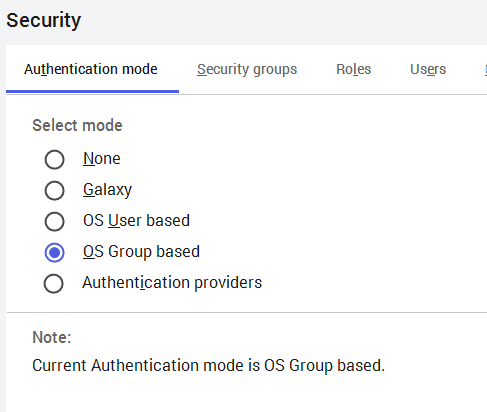 Security
Authentication mode Security groups Roles Users
Select mode
None
Galaxy
OS User based
OS Group based
Authentication providers
Note:
Current Authentication mode is OS Group based.